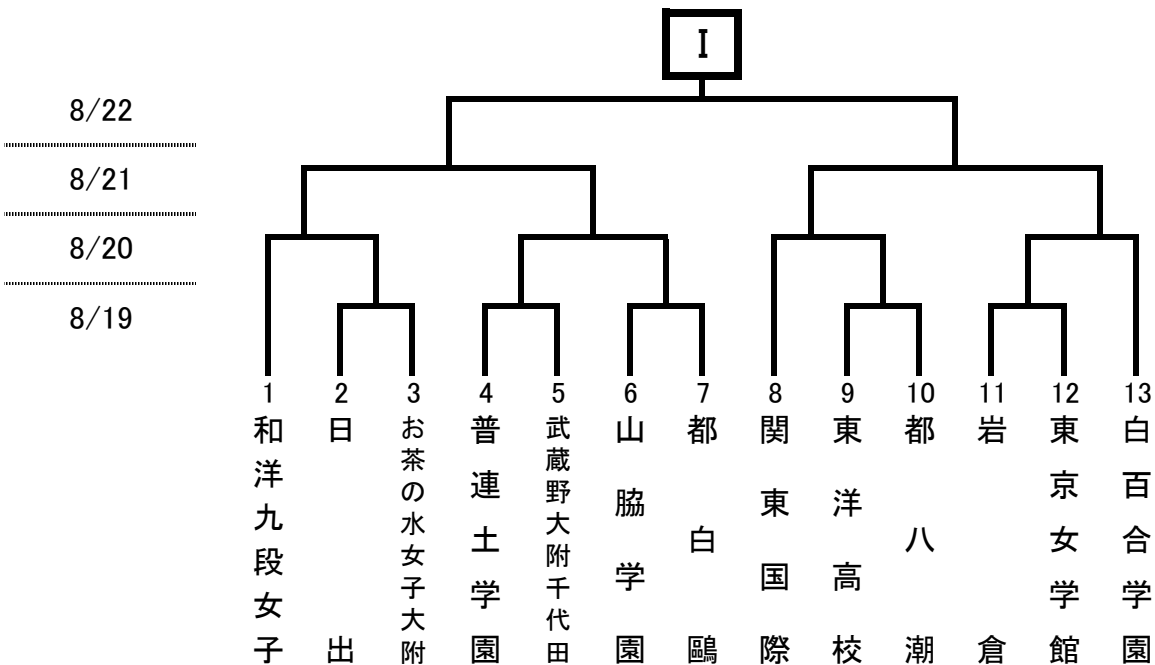 I
8/22
8/21
8/20
8/19
1
和洋九段女子
2
日出
3
お茶の水女子大附
4
普連土学園
5
武蔵野大附千代田
6
山脇学園
7
都白鷗
8
関東国際
9
東洋高校
10
都八潮
11
岩倉
12
東京女学館
13
白百合学園